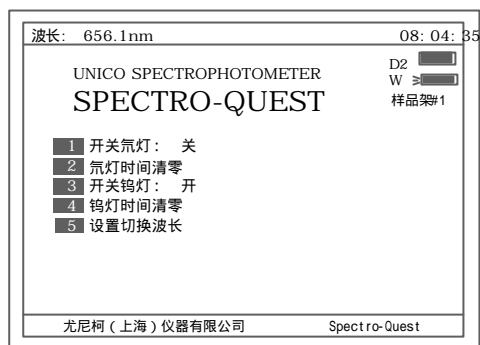 波长: 656.1nm 08:04:35
D2
UNICO SPECTROPHOTOMETER
W
SPECTRO-QUEST
样品架#1
1 开关氘灯: 关
2 氘灯时间清零
3 开关钨灯: 开
4 钨灯时间清零
5 设置切换波长
尤尼柯(上海)仪器有限公司 Spectro-Quest